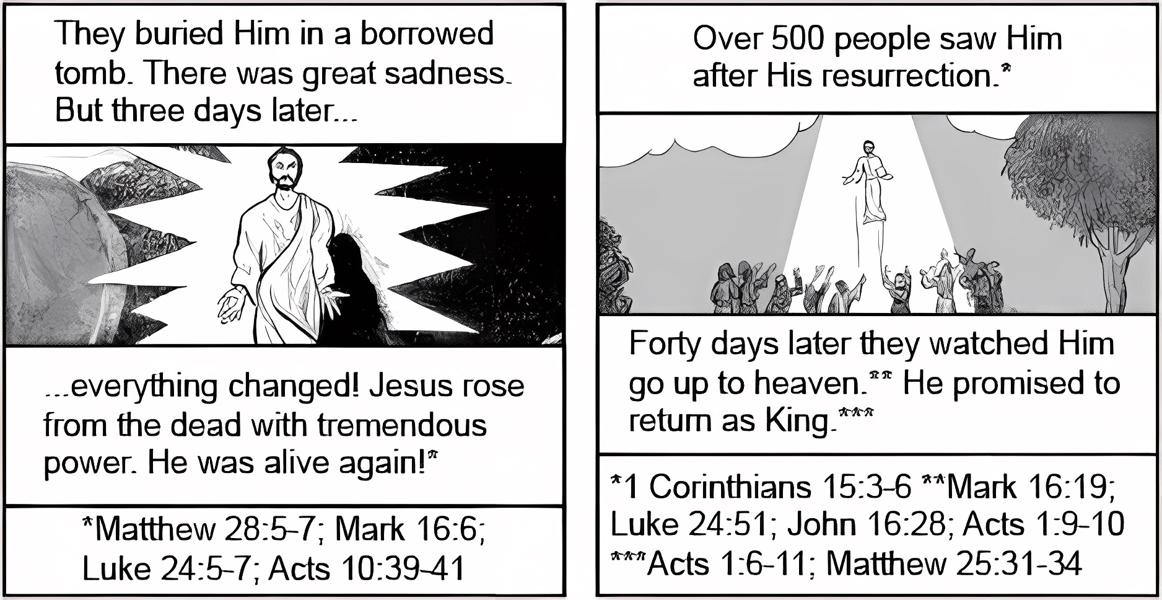 They buried Him in a borrowed
tomb. There was great sadness.
But three days later...
...everything changed! Jesus rose
from the dead with tremendous
power. He was alive again!*
*Matthew 28:5-7; Mark 16:6;
Luke 24:5-7; Acts 10:39-41
Over 500 people saw Him
after His resurrection.*
Forty days later they watched Him
go up to heaven.** He promised to
return as King.***
*1 Corinthians 15:3-6 **Mark 16:19;
Luke 24:51; John 16:28; Acts 1:9-10
***Acts 1:6-11; Matthew 25:31-34